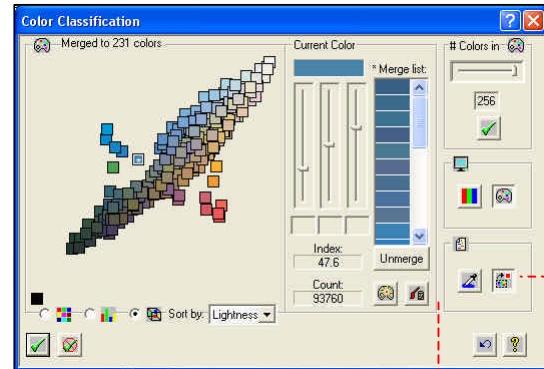 Color Classification
Merged to 231 colors
Current Color
# Colors in
* Merge list:
256
Index:
47.6
Unmerge
Count:
93760
Sort by: Lightness